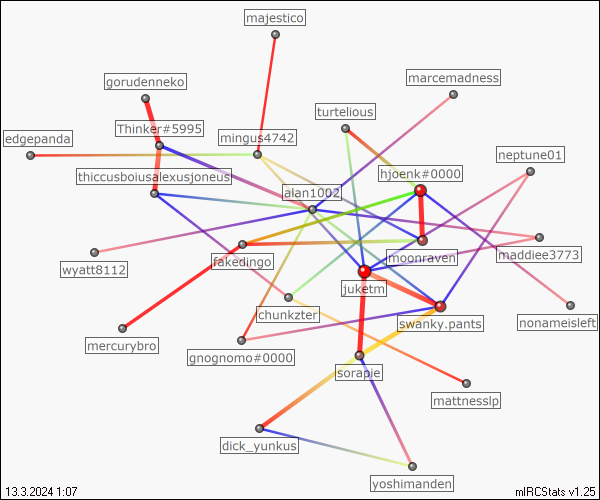 majestico
marcemadness
gorudenneko
turtelious
Thinker#5995
edgepanda
mingus4742
neptune01
hjoenk#0000
thiccusboiusalexusjoneus
alan1002
maddiee3773
moonraven
fakedingo
wyatt8112
juketm
chunkzter
swanky.pants
nonameisleft
mercurybro
gnognomo#0000
sorapie
mattnesslp
dick_yunkus
yoshimanden
13.3.2024 1:07
mIRCStats v1.25